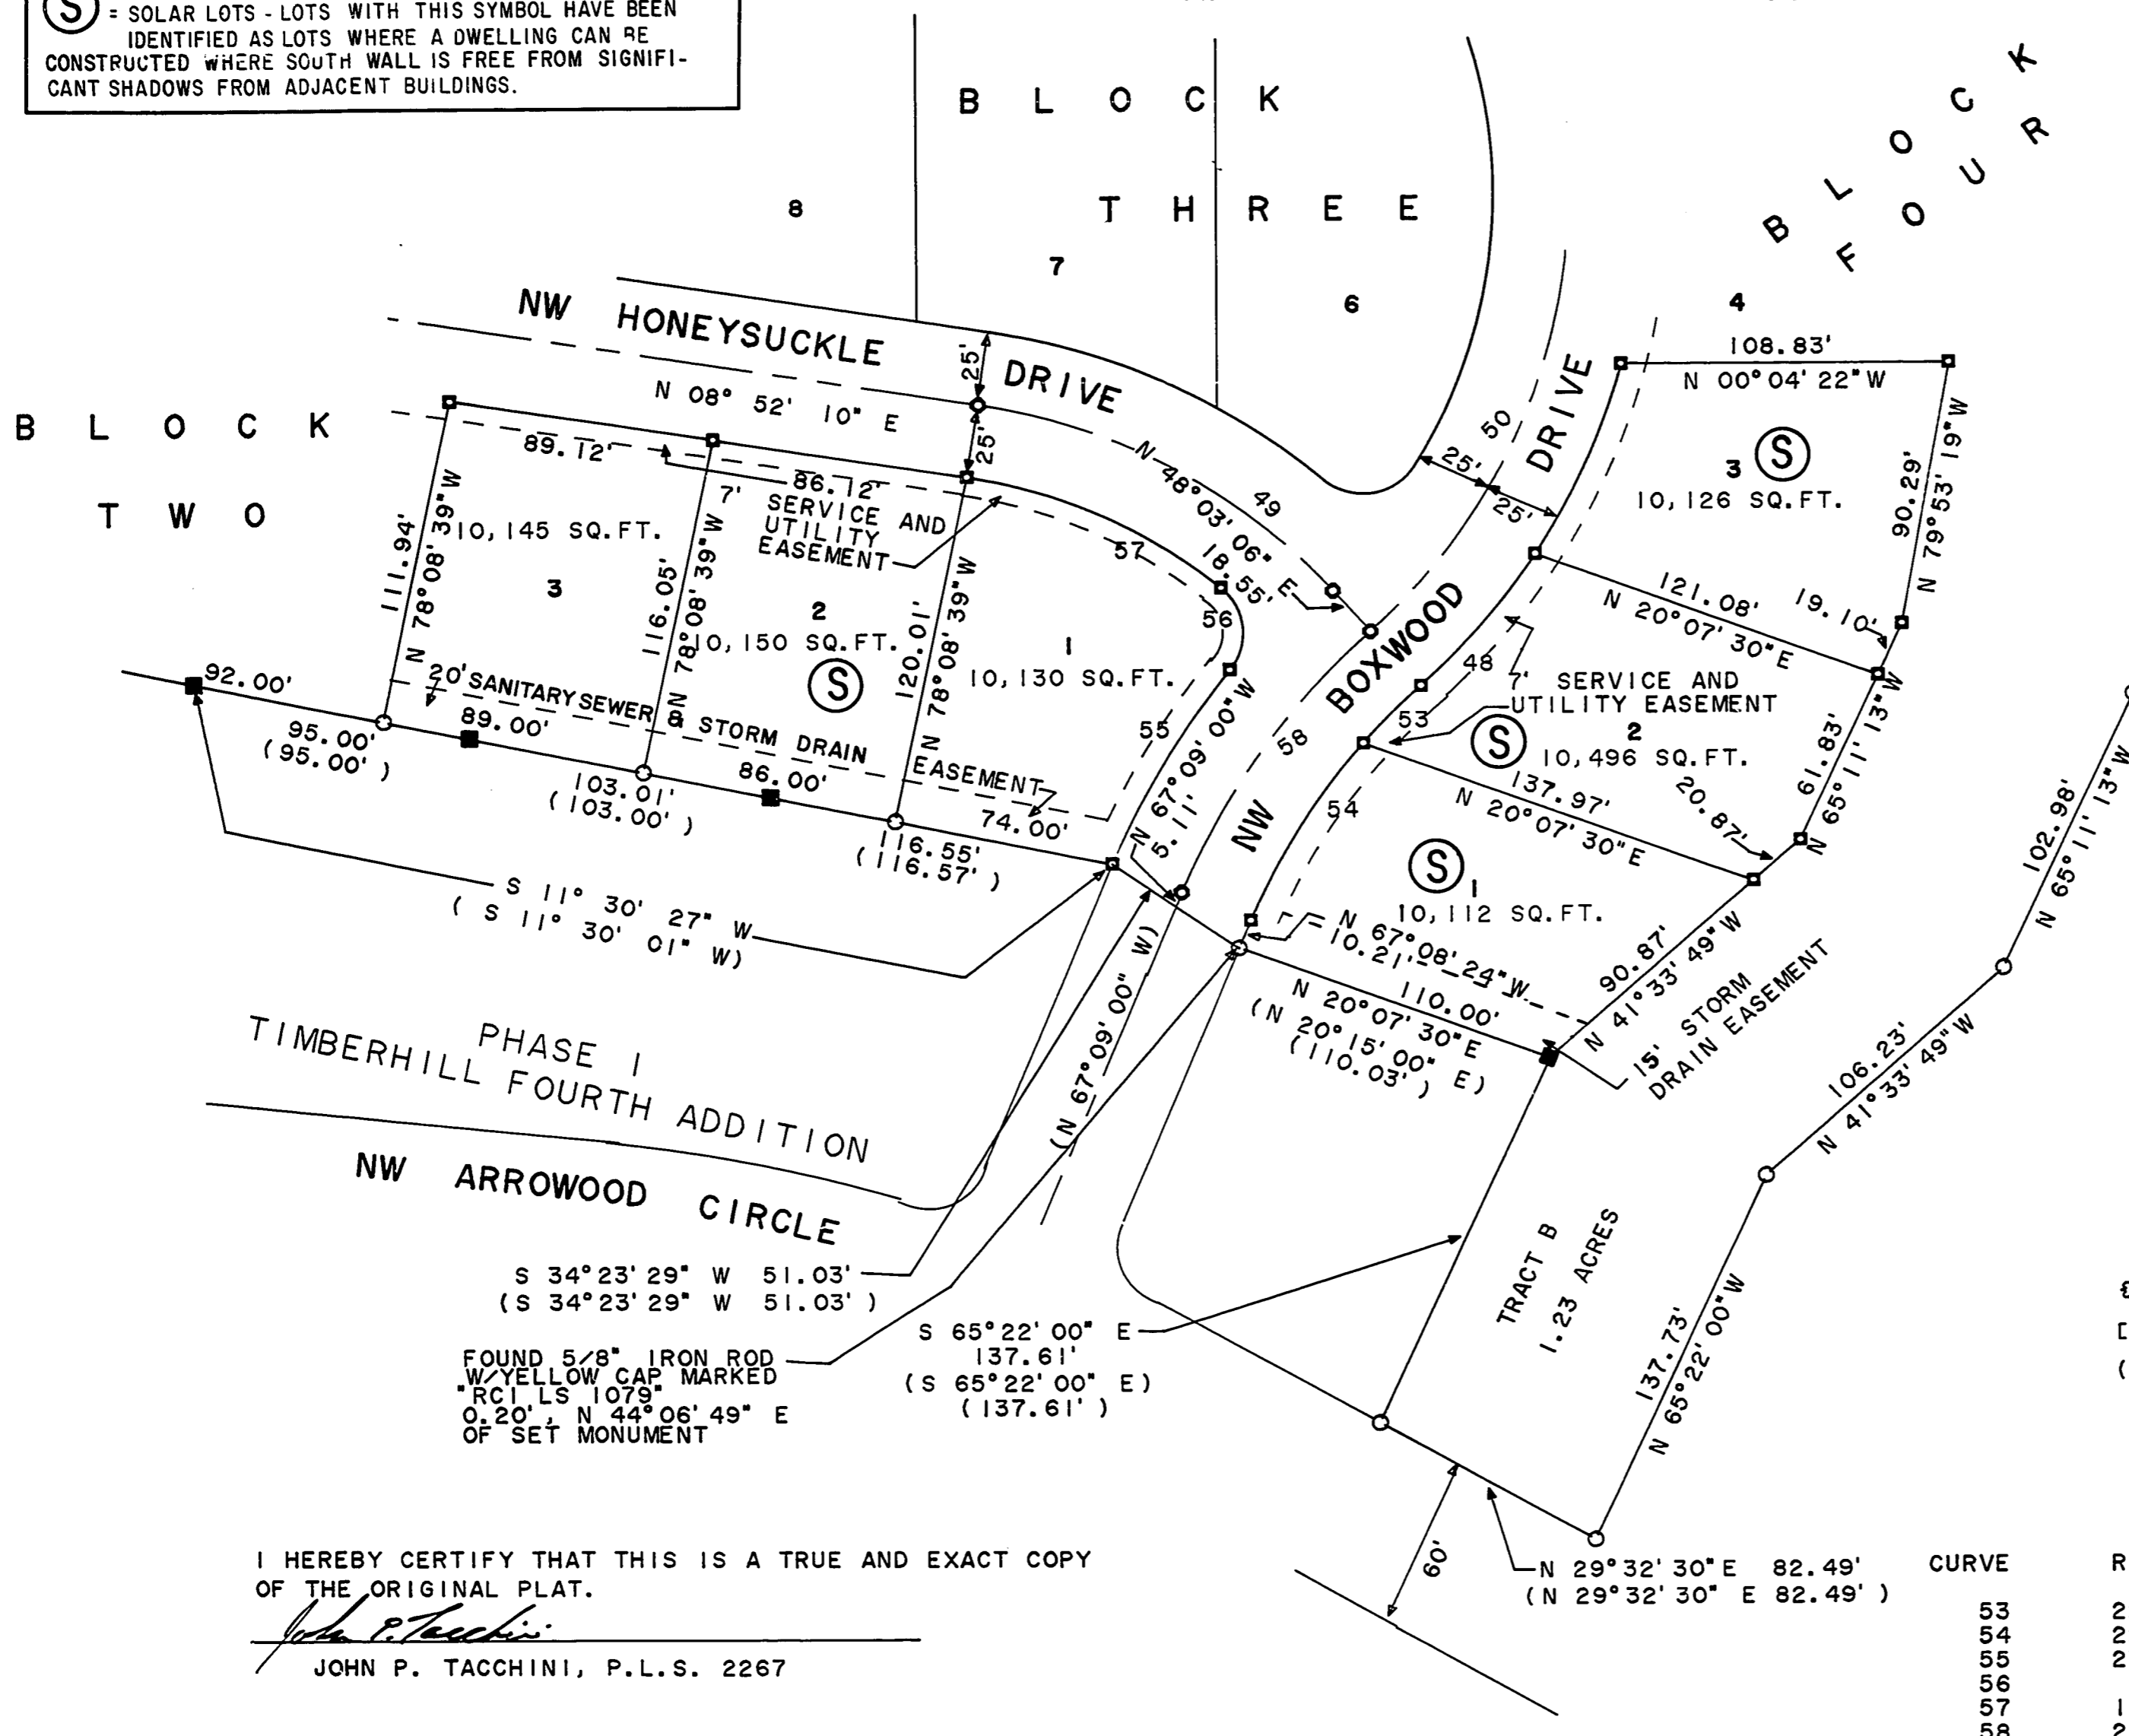 S = SOLAR LOTS - LOTS WITH THIS SYMBOL HAVE BEEN
IDENTIFIED AS LOTS WHERE A DWELLING CAN BE
CONSTRUCTED WHERE SOUTH WALL IS FREE FROM SIGNIFI-
CANT SHADOWS FROM ADJACENT BUILDINGS.
BLOCK
THREE
8
7
6
BLOCK
FOUR
4
NW HONEYSUCKLE DRIVE
N 08° 52' 10" E
25'
25'
BLOCK
TWO
89.12'
86.12'
7'
SERVICE AND
UTILITY
EASEMENT
111.94'
N 78°08'39"W
10,145 SQ.FT.
3
116.05'
N 78°08'39"W
2
10,150 SQ.FT.
S
120.01'
N 78°08'39"W
1
10,130 SQ.FT.
57
56
55
N 48°03'06" E
18.55'
49
50
25'
25'
NW BOXWOOD DRIVE
58
108.83'
N 00°04'22"W
3 S
10,126 SQ.FT.
90.29'
N 79°53'19"W
19.10'
121.08'
N 20°07'30"E
48
53
54
7' SERVICE AND
UTILITY EASEMENT
S
2
10,496 SQ.FT.
61.83'
N 65°11'13"W
20.87'
137.97'
N 20°07'30"E
S
1
10,112 SQ.FT.
N 67°08'24"W
10.21'
90.87'
N 41°33'49"W
110.00'
N 20°07'30"E
(N 20°15'00" E)
(110.03')
15' STORM
DRAIN EASEMENT
102.98'
N 65°11'13"W
106.23'
N 41°33'49"W
92.00'
20' SANITARY SEWER & STORM DRAIN EASEMENT
95.00'
(95.00')
89.00'
103.01'
(103.00')
86.00'
116.55'
(116.57')
74.00'
N 67°09'00"W
5.11'
(N 67°09'00" W)
S 11° 30' 27" W
(S 11° 30' 01" W)
PHASE 1
TIMBERHILL FOURTH ADDITION
NW ARROWOOD CIRCLE
S 34°23'29" W 51.03'
(S 34°23'29" W 51.03')
FOUND 5/8" IRON ROD
W/YELLOW CAP MARKED
"RCI LS 1079"
0.20', N 44°06'49" E
OF SET MONUMENT
S 65°22'00" E
137.61'
(S 65°22'00" E)
(137.61')
TRACT B
1.23 ACRES
137.73'
N 65°22'00"W
60'
N 29°32'30"E 82.49'
(N 29°32'30" E 82.49')
I HEREBY CERTIFY THAT THIS IS A TRUE AND EXACT COPY
OF THE ORIGINAL PLAT.
John P. Tacchini
JOHN P. TACCHINI, P.L.S. 2267
CURVE R
53 2
54 2
55 2
56
57 1
58 2